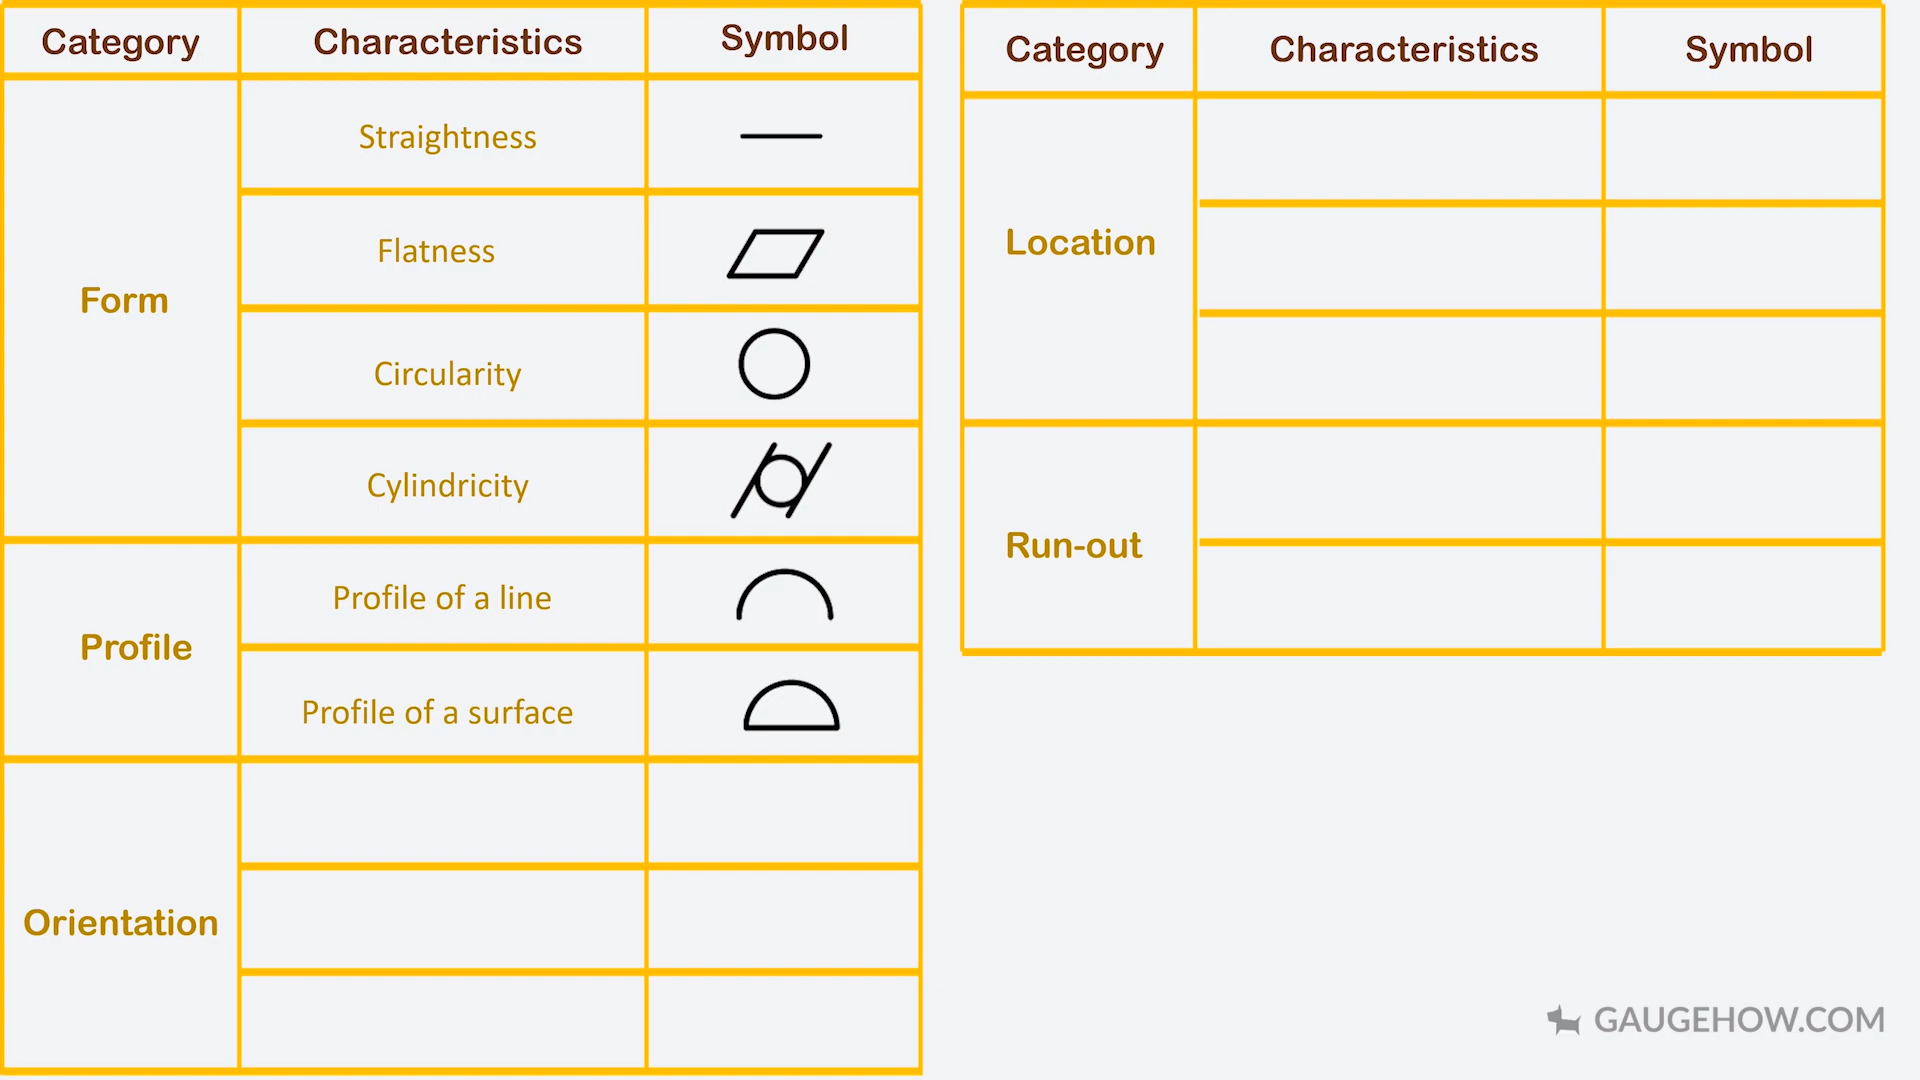 Category Characteristics Symbol
Form
Straightness
Flatness
Circularity
Cylindricity
Profile
Profile of a line
Profile of a surface
Orientation
Category Characteristics Symbol
Location
Run-out
GAUGEHOW.COM